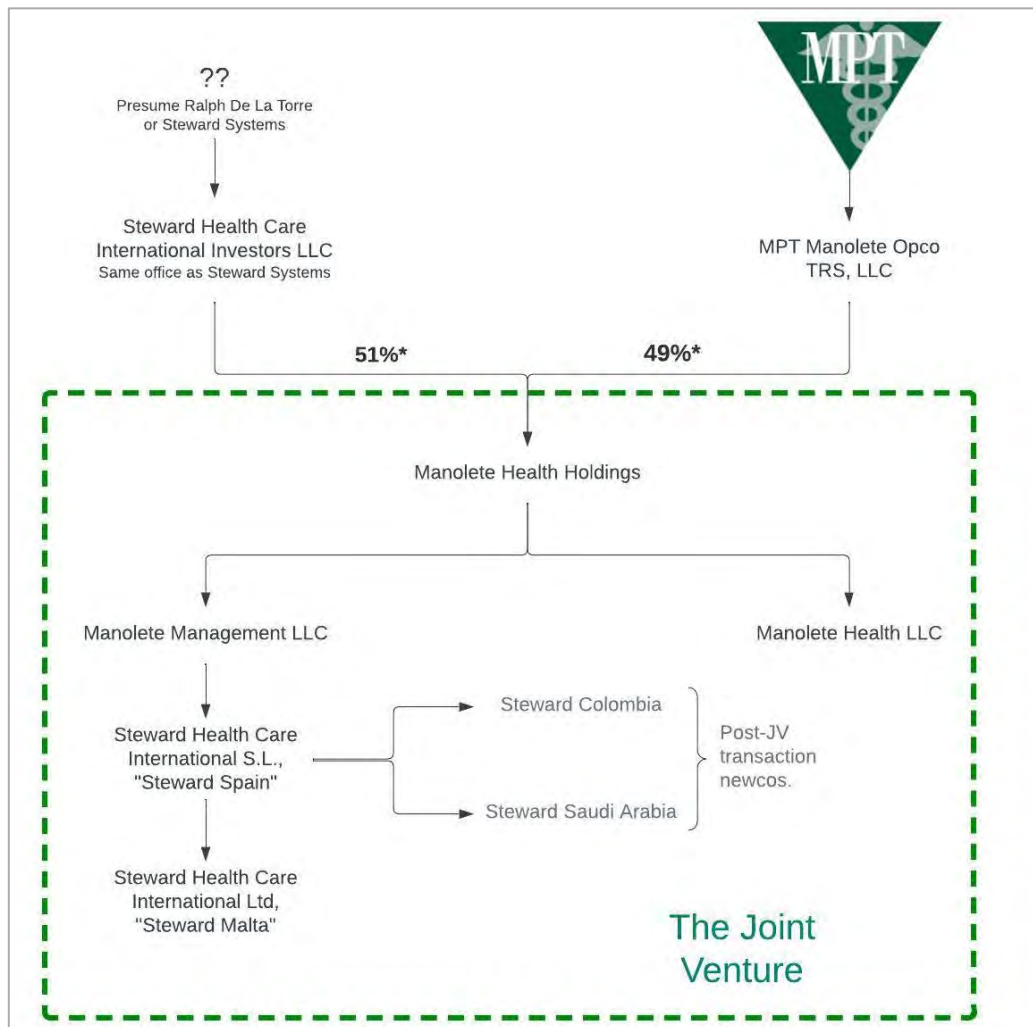 MPT
??
Presume Ralph De La Torre
or Steward Systems
Steward Health Care
International Investors LLC
Same office as Steward Systems
MPT Manolete Opco
TRS, LLC
51%*
49%*
Manolete Health Holdings
Manolete Management LLC
Manolete Health LLC
Steward Health Care
International S.L.,
"Steward Spain"
Steward Colombia
Steward Saudi Arabia
Post-JV
transaction
newcos.
Steward Health Care
International Ltd,
"Steward Malta"
The Joint
Venture